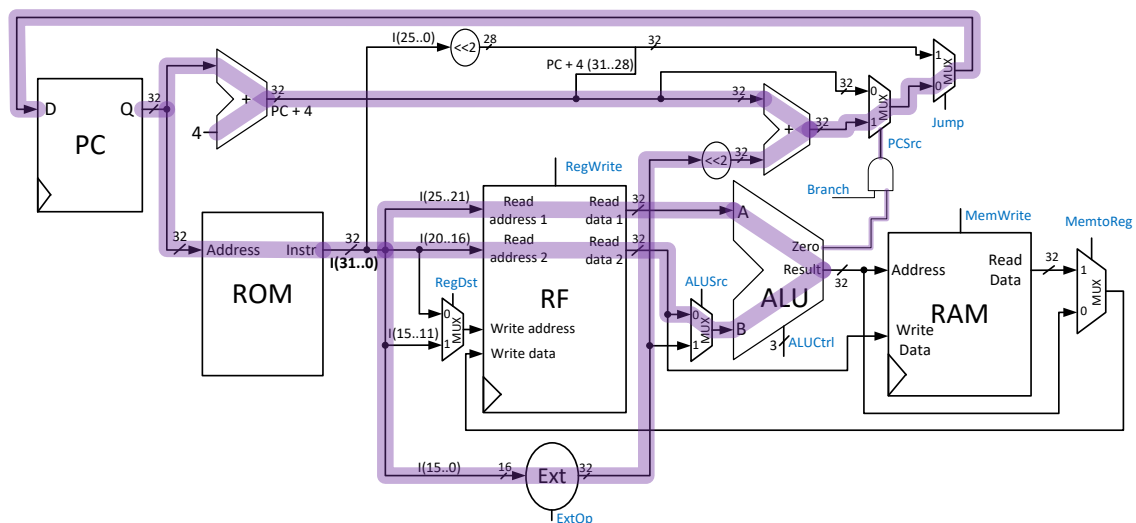 I(25..0)
<<2
28
32
1
MUX
0
Jump
PC + 4 (31..28)
32
D
Q
32
PC
4
+
32
PC + 4
32
+
32
32
0
MUX
1
PCSrc
<<2
32
Branch
RegWrite
I(25..21)
Read
address 1
Read
data 1
32
A
Zero
MemWrite
MemtoReg
32
Address
Instr
32
I(31..0)
I(20..16)
Read
address 2
Read
data 2
32
Result
32
Address
Read
Data
32
1
MUX
0
ROM
RegDst
0
MUX
1
I(15..11)
RF
Write address
Write data
ALUSrc
0
MUX
1
B
ALU
3
ALUCtrl
RAM
Write
Data
I(15..0)
16
Ext
32
ExtOp